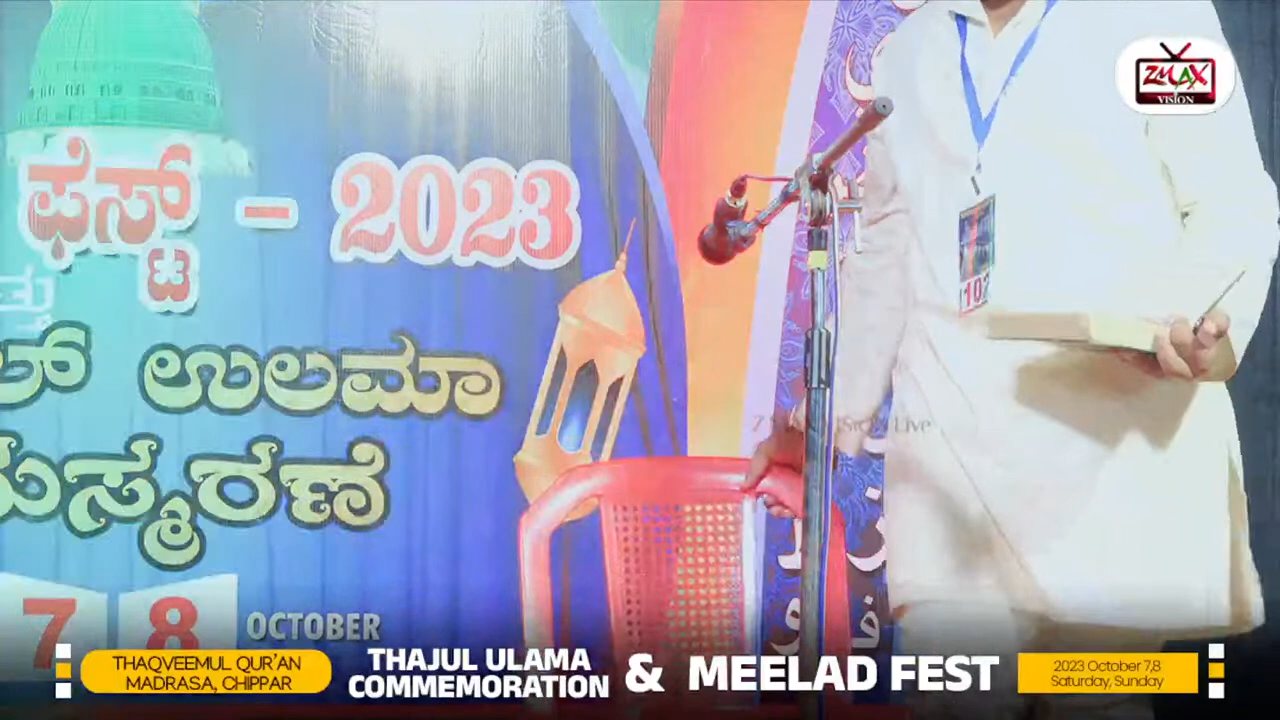 ZMAX
VISION
ಫೆಸ್ಟ್ - 2023
ಲ್ ಉಲಮಾ
ಸ್ಮರಣೆ
7 8 OCTOBER
102
THAQVEEMUL QUR'AN
MADRASA, CHIPPAR
THAJUL ULAMA
COMMEMORATION
& MEELAD FEST
2023 October 7,8
Saturday, Sunday